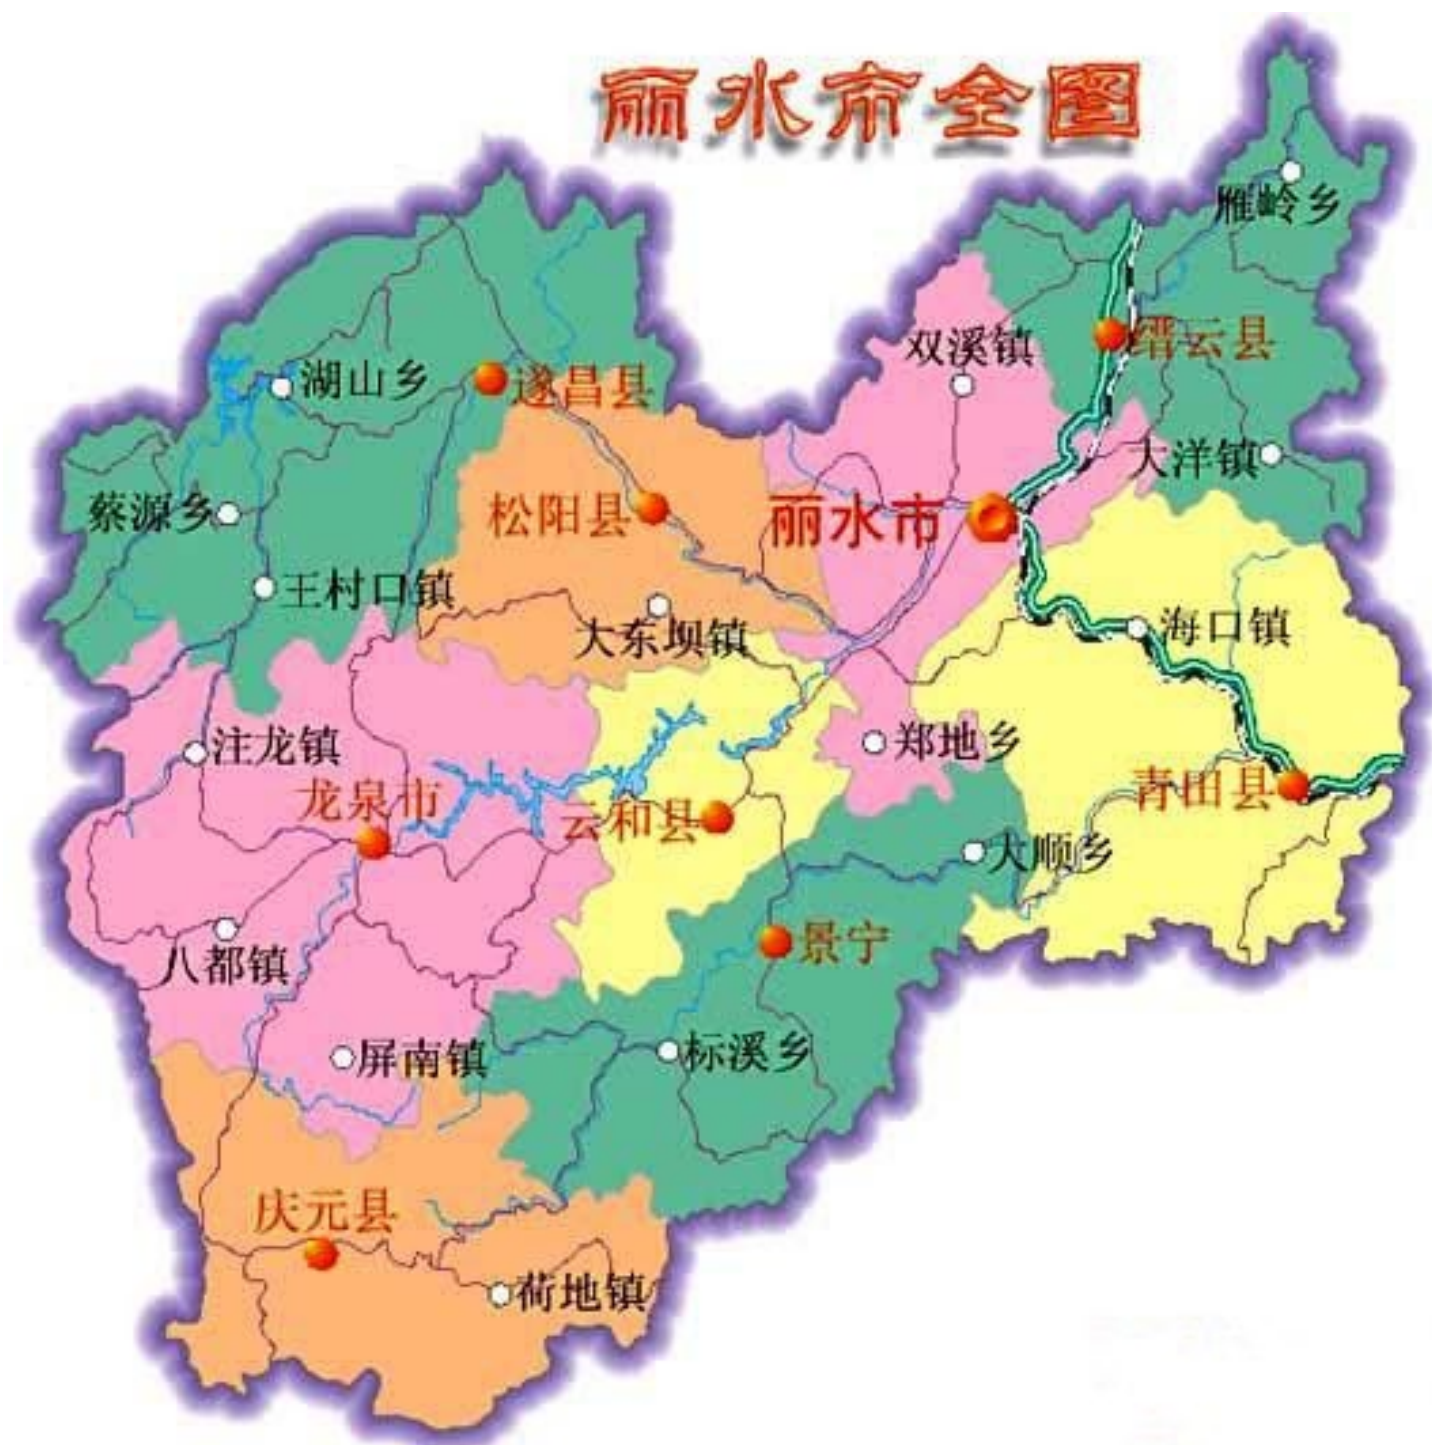 丽水市全图
雁岭乡
双溪镇
缙云县
湖山乡
遂昌县
大洋镇
蔡源乡
松阳县
丽水市
王村口镇
大东坝镇
海口镇
注龙镇
郑地乡
龙泉市
云和县
青田县
大顺乡
八都镇
景宁
屏南镇
标溪乡
庆元县
荷地镇